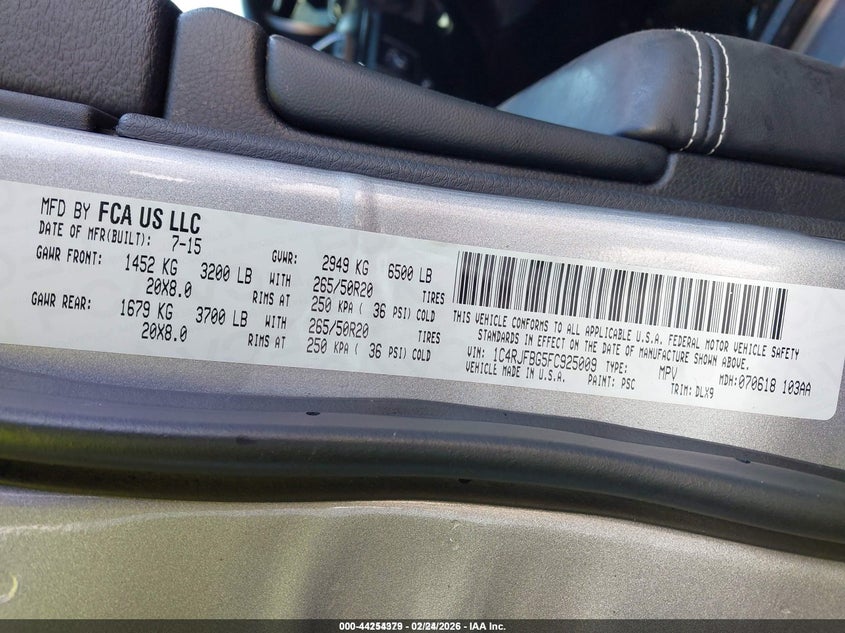 MFD BY FCA US LLC
DATE OF MFR(BUILT): 7-15 GVWR: 2949 KG 6500 LB
GAWR FRONT: 1452 KG 3200 LB WITH 265/50R20 TIRES
20X8.0 RIMS AT 250 KPA ( 36 PSI) COLD
GAWR REAR: 1679 KG 3700 LB WITH 265/50R20 TIRES
20X8.0 RIMS AT 250 KPA ( 36 PSI) COLD
THIS VEHICLE CONFORMS TO ALL APPLICABLE U.S.A. FEDERAL MOTOR VEHICLE SAFETY
STANDARDS IN EFFECT ON THE DATE OF MANUFACTURE SHOWN ABOVE.
VIN: 1C4RJFBG5FC925009 TYPE: MPV MDH:070618 103AA
VEHICLE MADE IN U.S.A. PAINT: PSC TRIM: DLX9
000-44254379 - 02/24/2026 - IAA Inc.